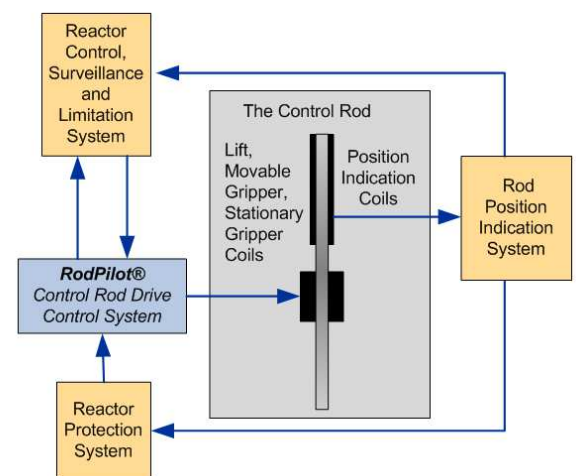 Reactor
Control,
Surveillance
and
Limitation
System
The Control Rod
Lift,
Movable
Gripper,
Stationary
Gripper
Coils
Position
Indication
Coils
Rod
Position
Indication
System
RodPilot®
Control Rod Drive
Control System
Reactor
Protection
System